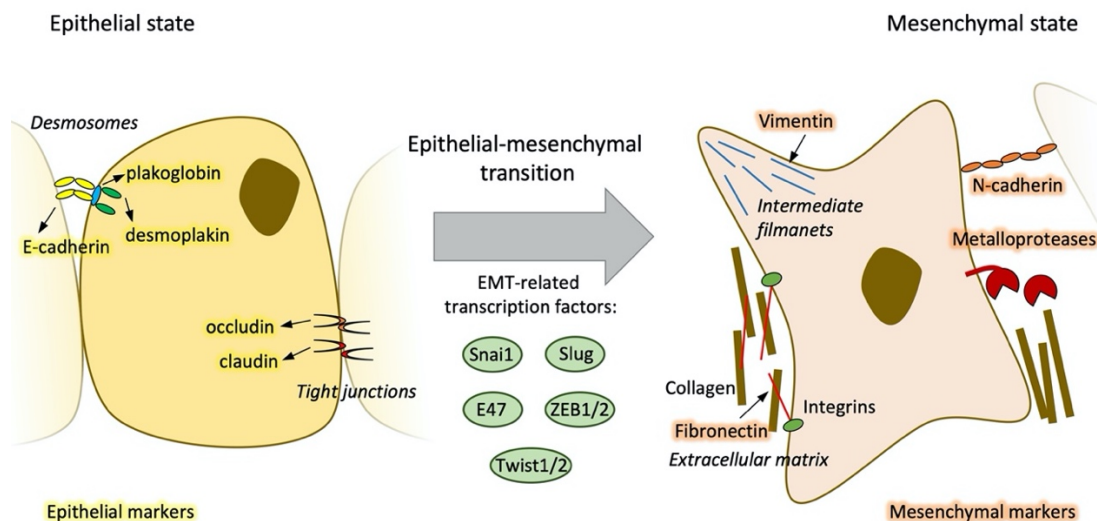 Epithelial state
Mesenchymal state
Desmosomes
plakoglobin
E-cadherin
desmoplakin
occludin
claudin
Tight junctions
Epithelial markers
Epithelial-mesenchymal
transition
EMT-related
transcription factors:
Snai1
Slug
E47
ZEB1/2
Twist1/2
Vimentin
Intermediate
filmanets
N-cadherin
Metalloproteases
Collagen
Integrins
Fibronectin
Extracellular matrix
Mesenchymal markers